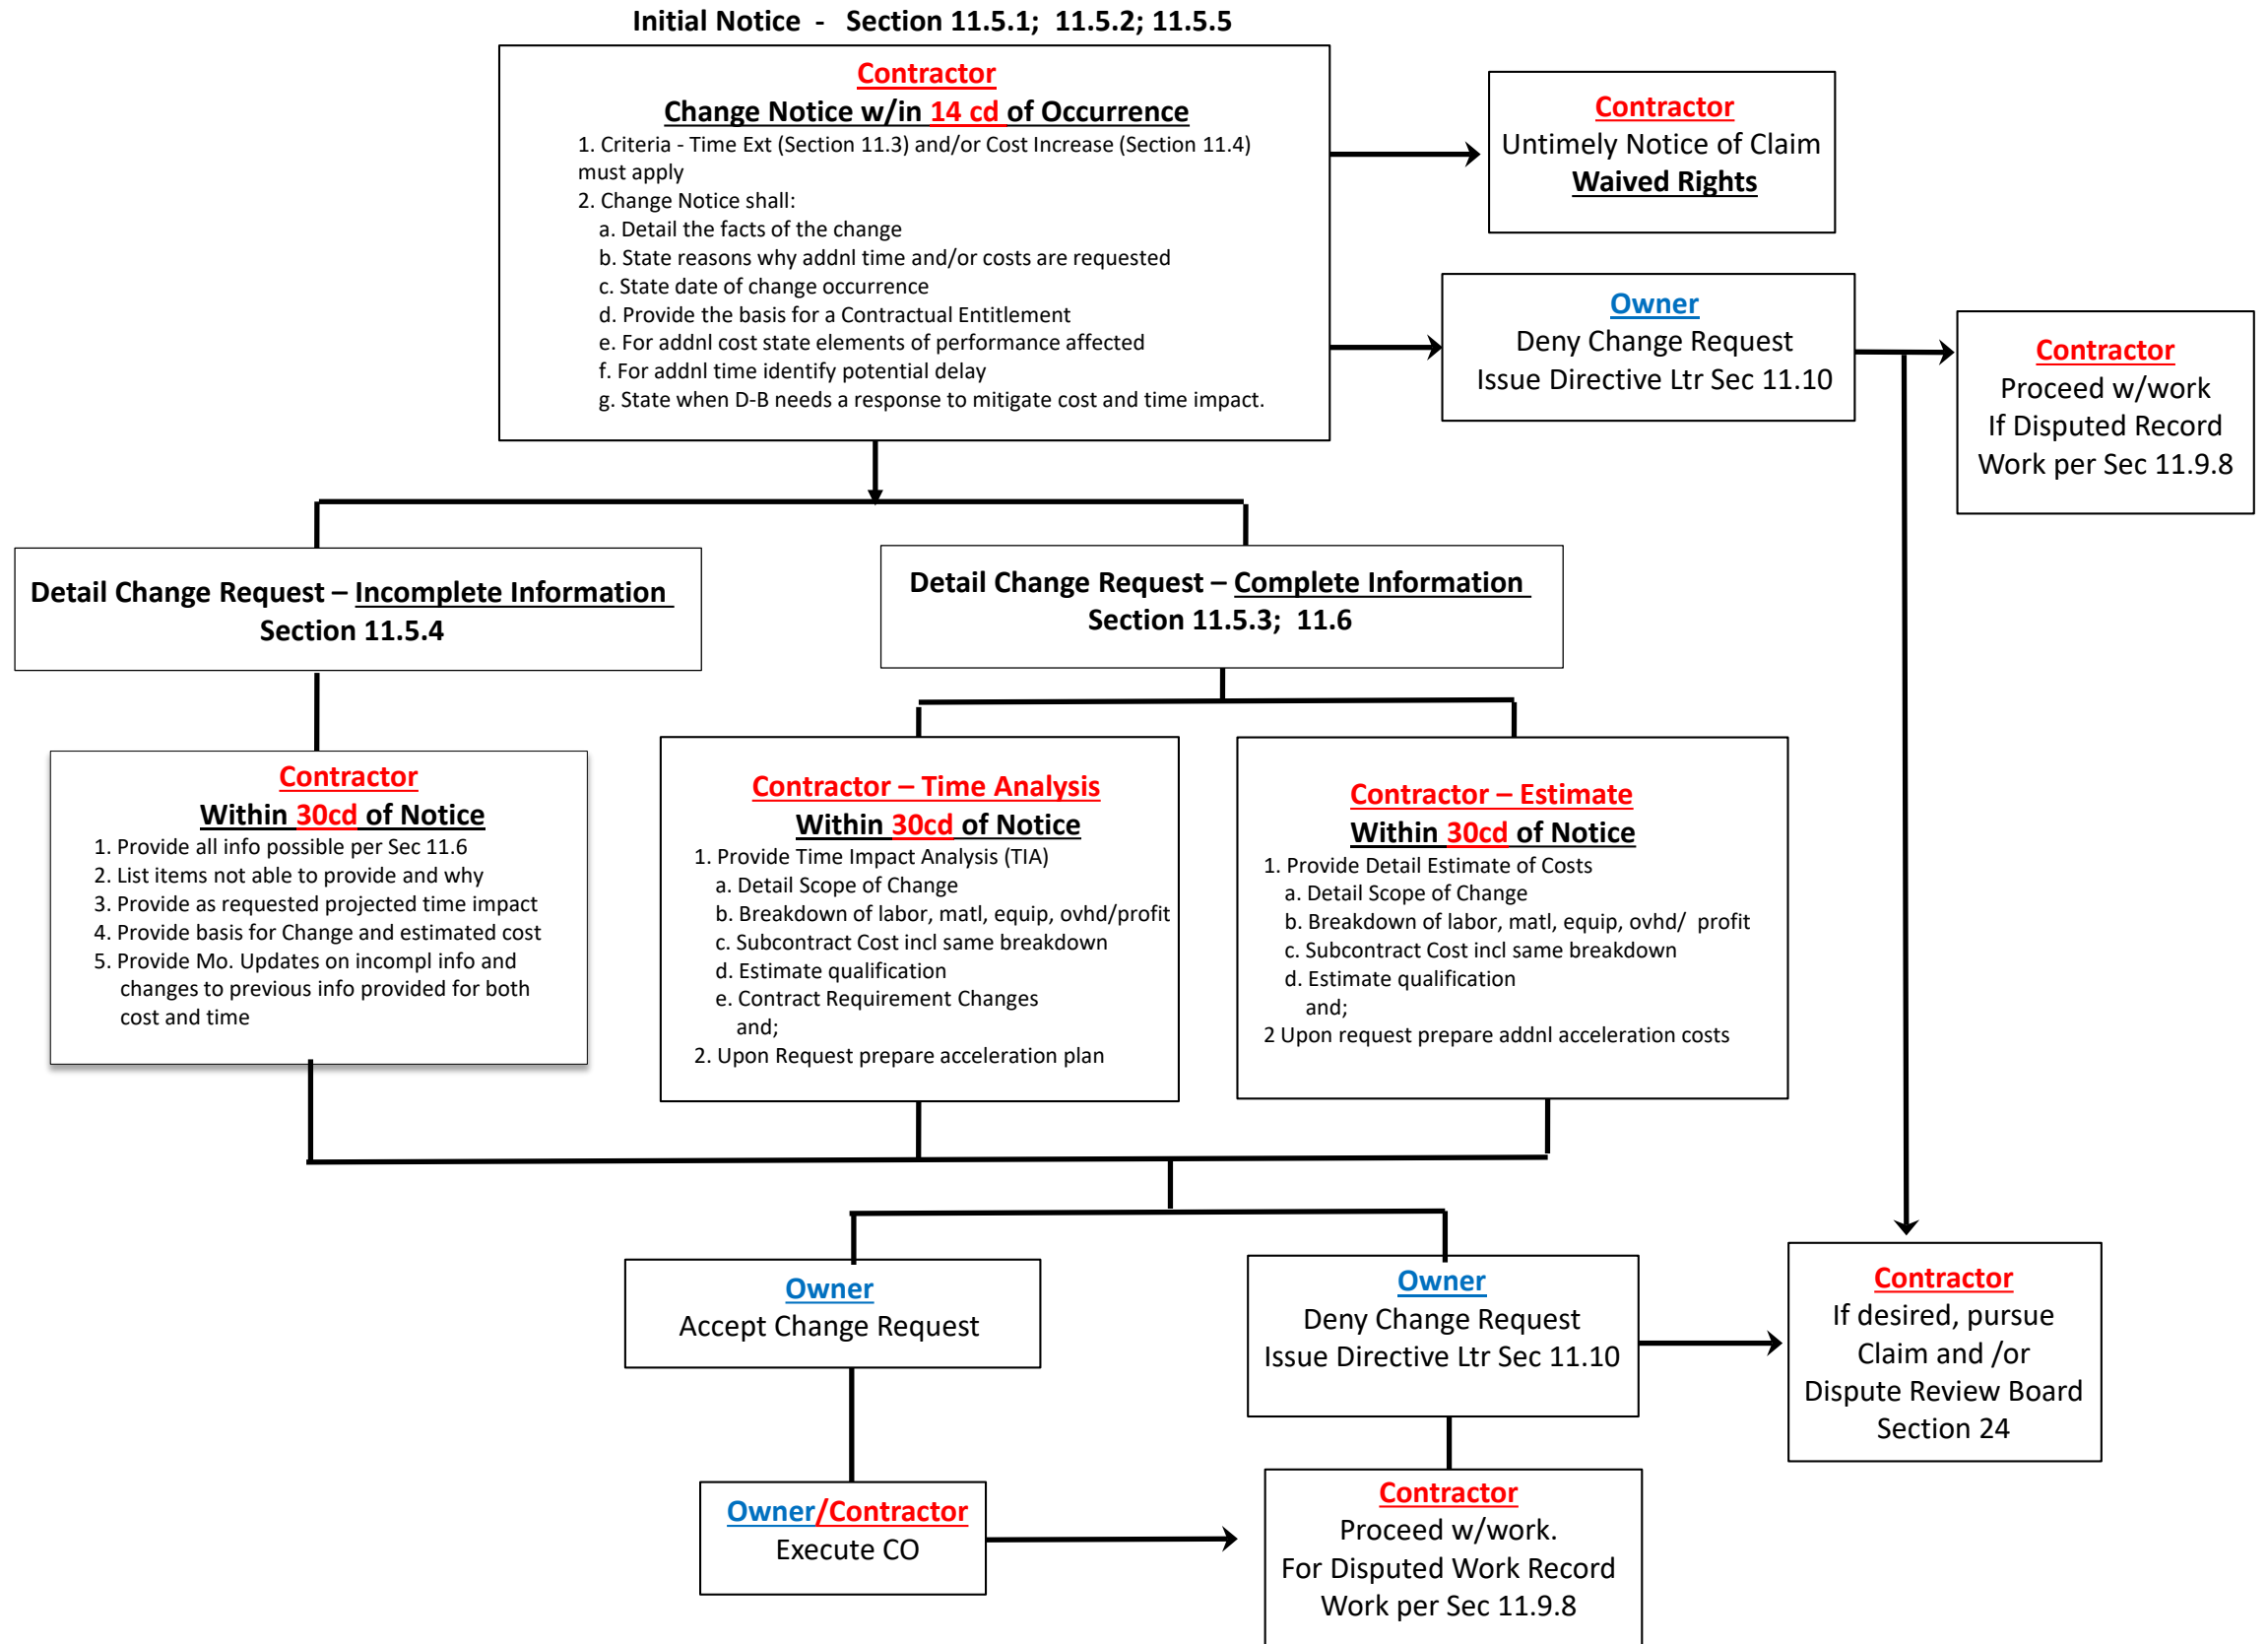 Initial Notice - Section 11.5.1; 11.5.2; 11.5.5
Contractor
Change Notice w/in 14 cd of Occurrence
1. Criteria - Time Ext (Section 11.3) and/or Cost Increase (Section 11.4)
must apply
2. Change Notice shall:
a. Detail the facts of the change
b. State reasons why addnl time and/or costs are requested
c. State date of change occurrence
d. Provide the basis for a Contractual Entitlement
e. For addnl cost state elements of performance affected
f. For addnl time identify potential delay
g. State when D-B needs a response to mitigate cost and time impact.
Contractor
Untimely Notice of Claim
Waived Rights
Owner
Deny Change Request
Issue Directive Ltr Sec 11.10
Contractor
Proceed w/work
If Disputed Record
Work per Sec 11.9.8
Detail Change Request – Incomplete Information
Section 11.5.4
Detail Change Request – Complete Information
Section 11.5.3; 11.6
Contractor
Within 30cd of Notice
1. Provide all info possible per Sec 11.6
2. List items not able to provide and why
3. Provide as requested projected time impact
4. Provide basis for Change and estimated cost
5. Provide Mo. Updates on incompl info and
changes to previous info provided for both
cost and time
Contractor – Time Analysis
Within 30cd of Notice
1. Provide Time Impact Analysis (TIA)
a. Detail Scope of Change
b. Breakdown of labor, matl, equip, ovhd/profit
c. Subcontract Cost incl same breakdown
d. Estimate qualification
e. Contract Requirement Changes
and;
2. Upon Request prepare acceleration plan
Contractor – Estimate
Within 30cd of Notice
1. Provide Detail Estimate of Costs
a. Detail Scope of Change
b. Breakdown of labor, matl, equip, ovhd/ profit
c. Subcontract Cost incl same breakdown
d. Estimate qualification
and;
2 Upon request prepare addnl acceleration costs
Owner
Accept Change Request
Owner
Deny Change Request
Issue Directive Ltr Sec 11.10
Contractor
If desired, pursue
Claim and /or
Dispute Review Board
Section 24
Owner/Contractor
Execute CO
Contractor
Proceed w/work.
For Disputed Work Record
Work per Sec 11.9.8